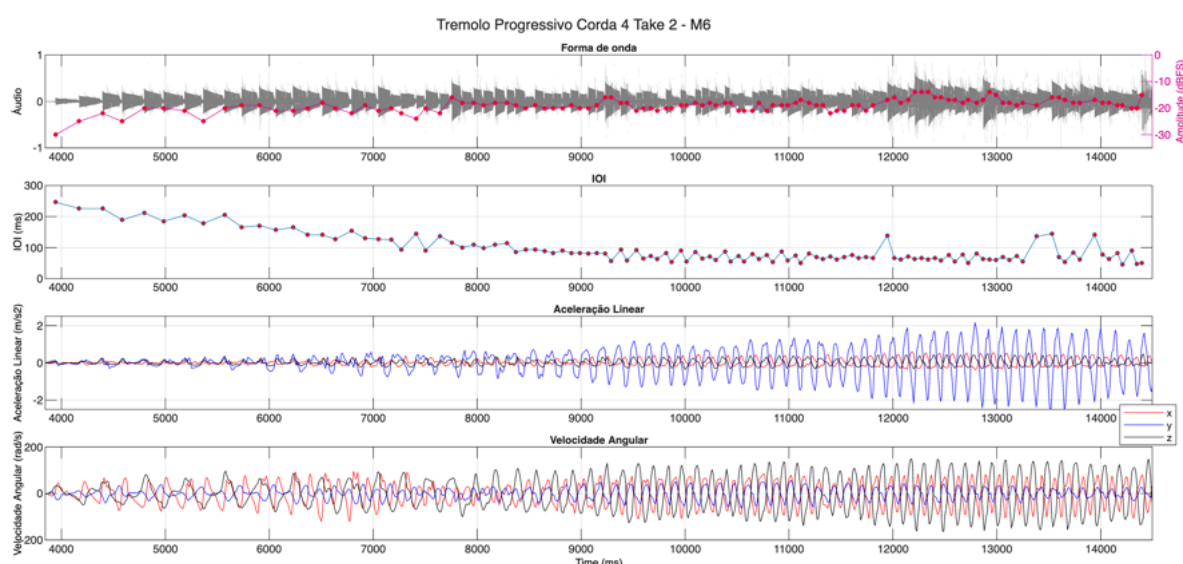 Tremolo Progressivo Corda 4 Take 2 - M6
Forma de onda
Áudio
1
0
-1
0
-10
-20
-30
Amplitude (dBFS)
4000 5000 6000 7000 8000 9000 10000 11000 12000 13000 14000
IOI
IOI (ms)
300
200
100
0
4000 5000 6000 7000 8000 9000 10000 11000 12000 13000 14000
Aceleração Linear
Aceleração Linear (m/s2)
2
0
-2
4000 5000 6000 7000 8000 9000 10000 11000 12000 13000 14000
x
y
z
Velocidade Angular
Velocidade Angular (rad/s)
200
0
-200
4000 5000 6000 7000 8000 9000 10000 11000 12000 13000 14000
Time (ms)